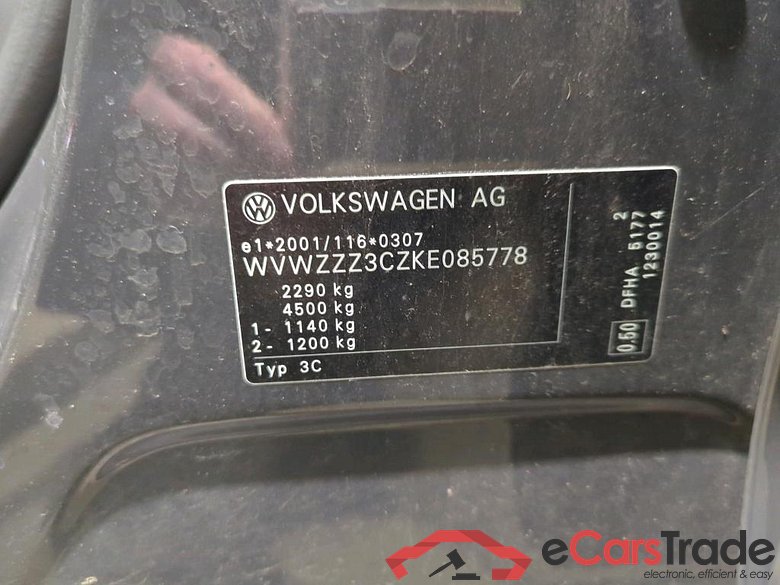 VOLKSWAGEN AG
e1*2001/116*0307
WVWZZZ3CZKE085778
2290 kg
4500 kg
1- 1140 kg
2- 1200 kg
Typ 3C
0,50 DFHA 5177 2
1230014
eCarsTrade
electronic, efficient & easy